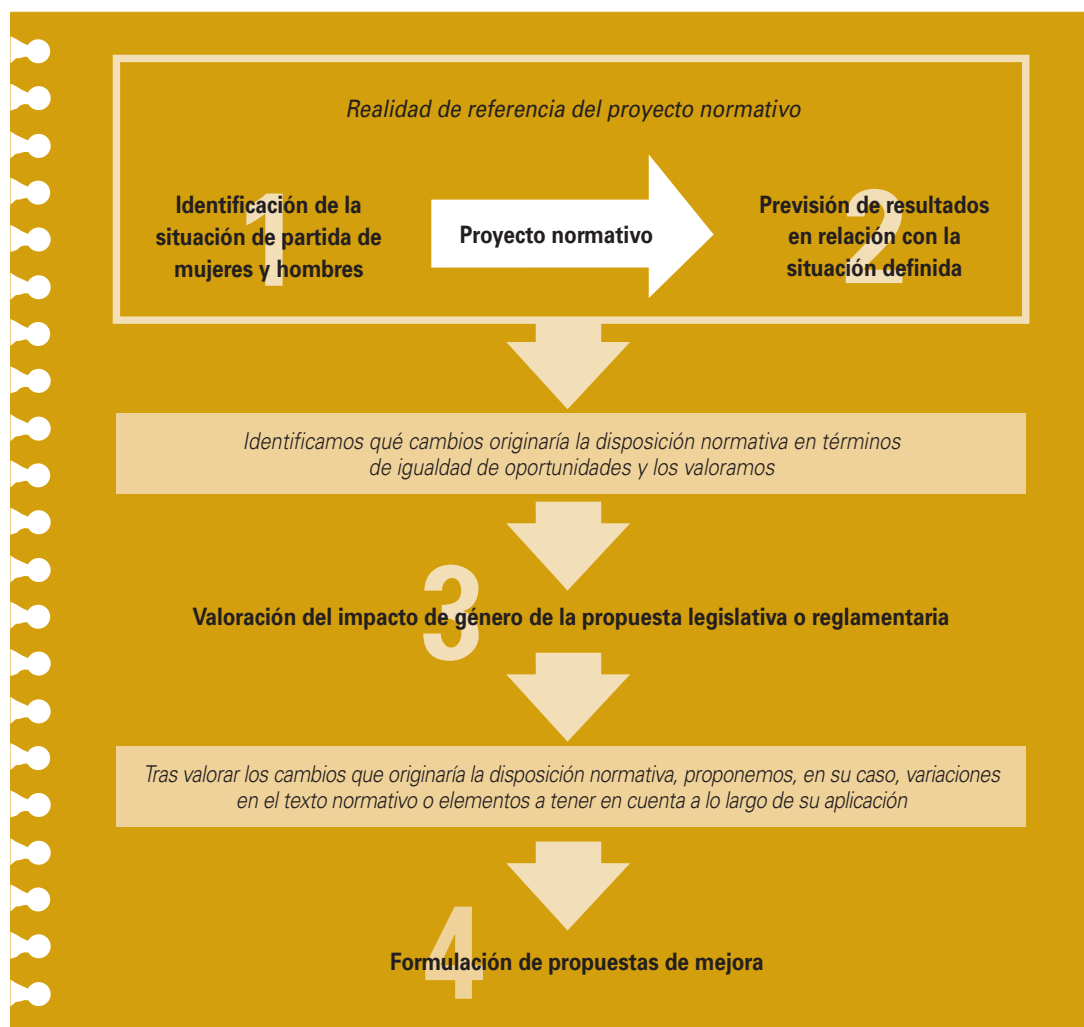 Realidad de referencia del proyecto normativo
1
Identificación de la
situación de partida de
mujeres y hombres
Proyecto normativo
2
Previsión de resultados
en relación con la
situación definida
Identificamos qué cambios originaría la disposición normativa en términos
de igualdad de oportunidades y los valoramos
3
Valoración del impacto de género de la propuesta legislativa o reglamentaria
Tras valorar los cambios que originaría la disposición normativa, proponemos, en su caso, variaciones
en el texto normativo o elementos a tener en cuenta a lo largo de su aplicación
4
Formulación de propuestas de mejora